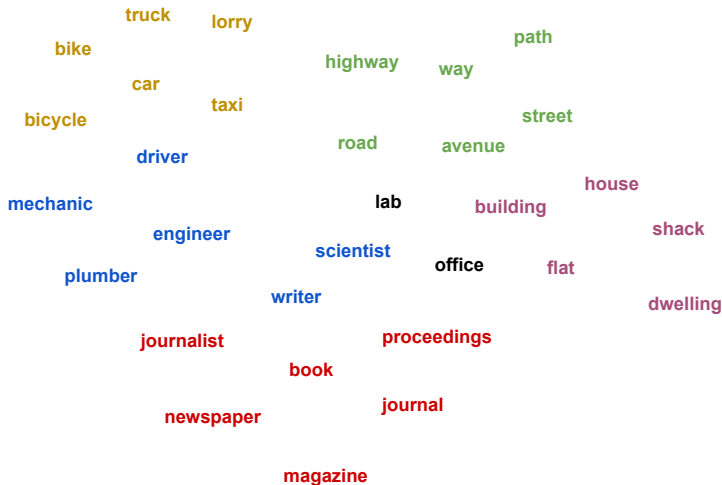 truck
lorry
path
bike
highway
way
car
taxi
bicycle
street
road
avenue
driver
house
mechanic
lab
building
shack
engineer
scientist
office
flat
plumber
writer
dwelling
journalist
proceedings
book
newspaper
journal
magazine